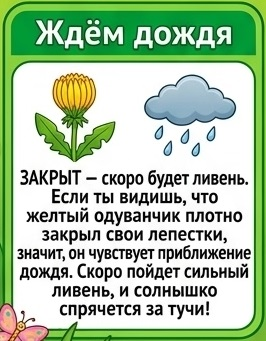 Ждём дождя
ЗАКРЫТ – скоро будет ливень.
Если ты видишь, что
желтый одуванчик плотно
закрыл свои лепестки,
значит, он чувствует приближение
дождя. Скоро пойдет сильный
ливень, и солнышко
спрячется за тучи!